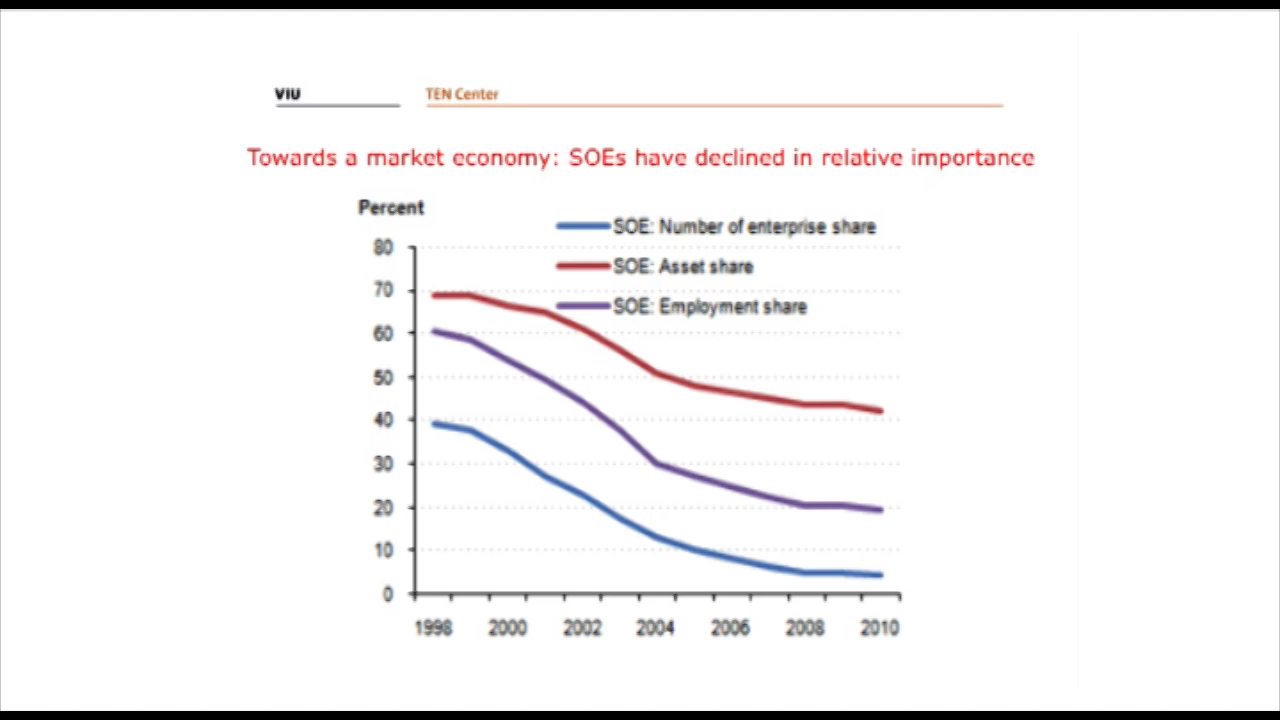 VIU
TEN Center
Towards a market economy: SOEs have declined in relative importance
Percent
SOE: Number of enterprise share
SOE: Asset share
SOE: Employment share
80
70
60
50
40
30
20
10
0
1998 2000 2002 2004 2006 2008 2010